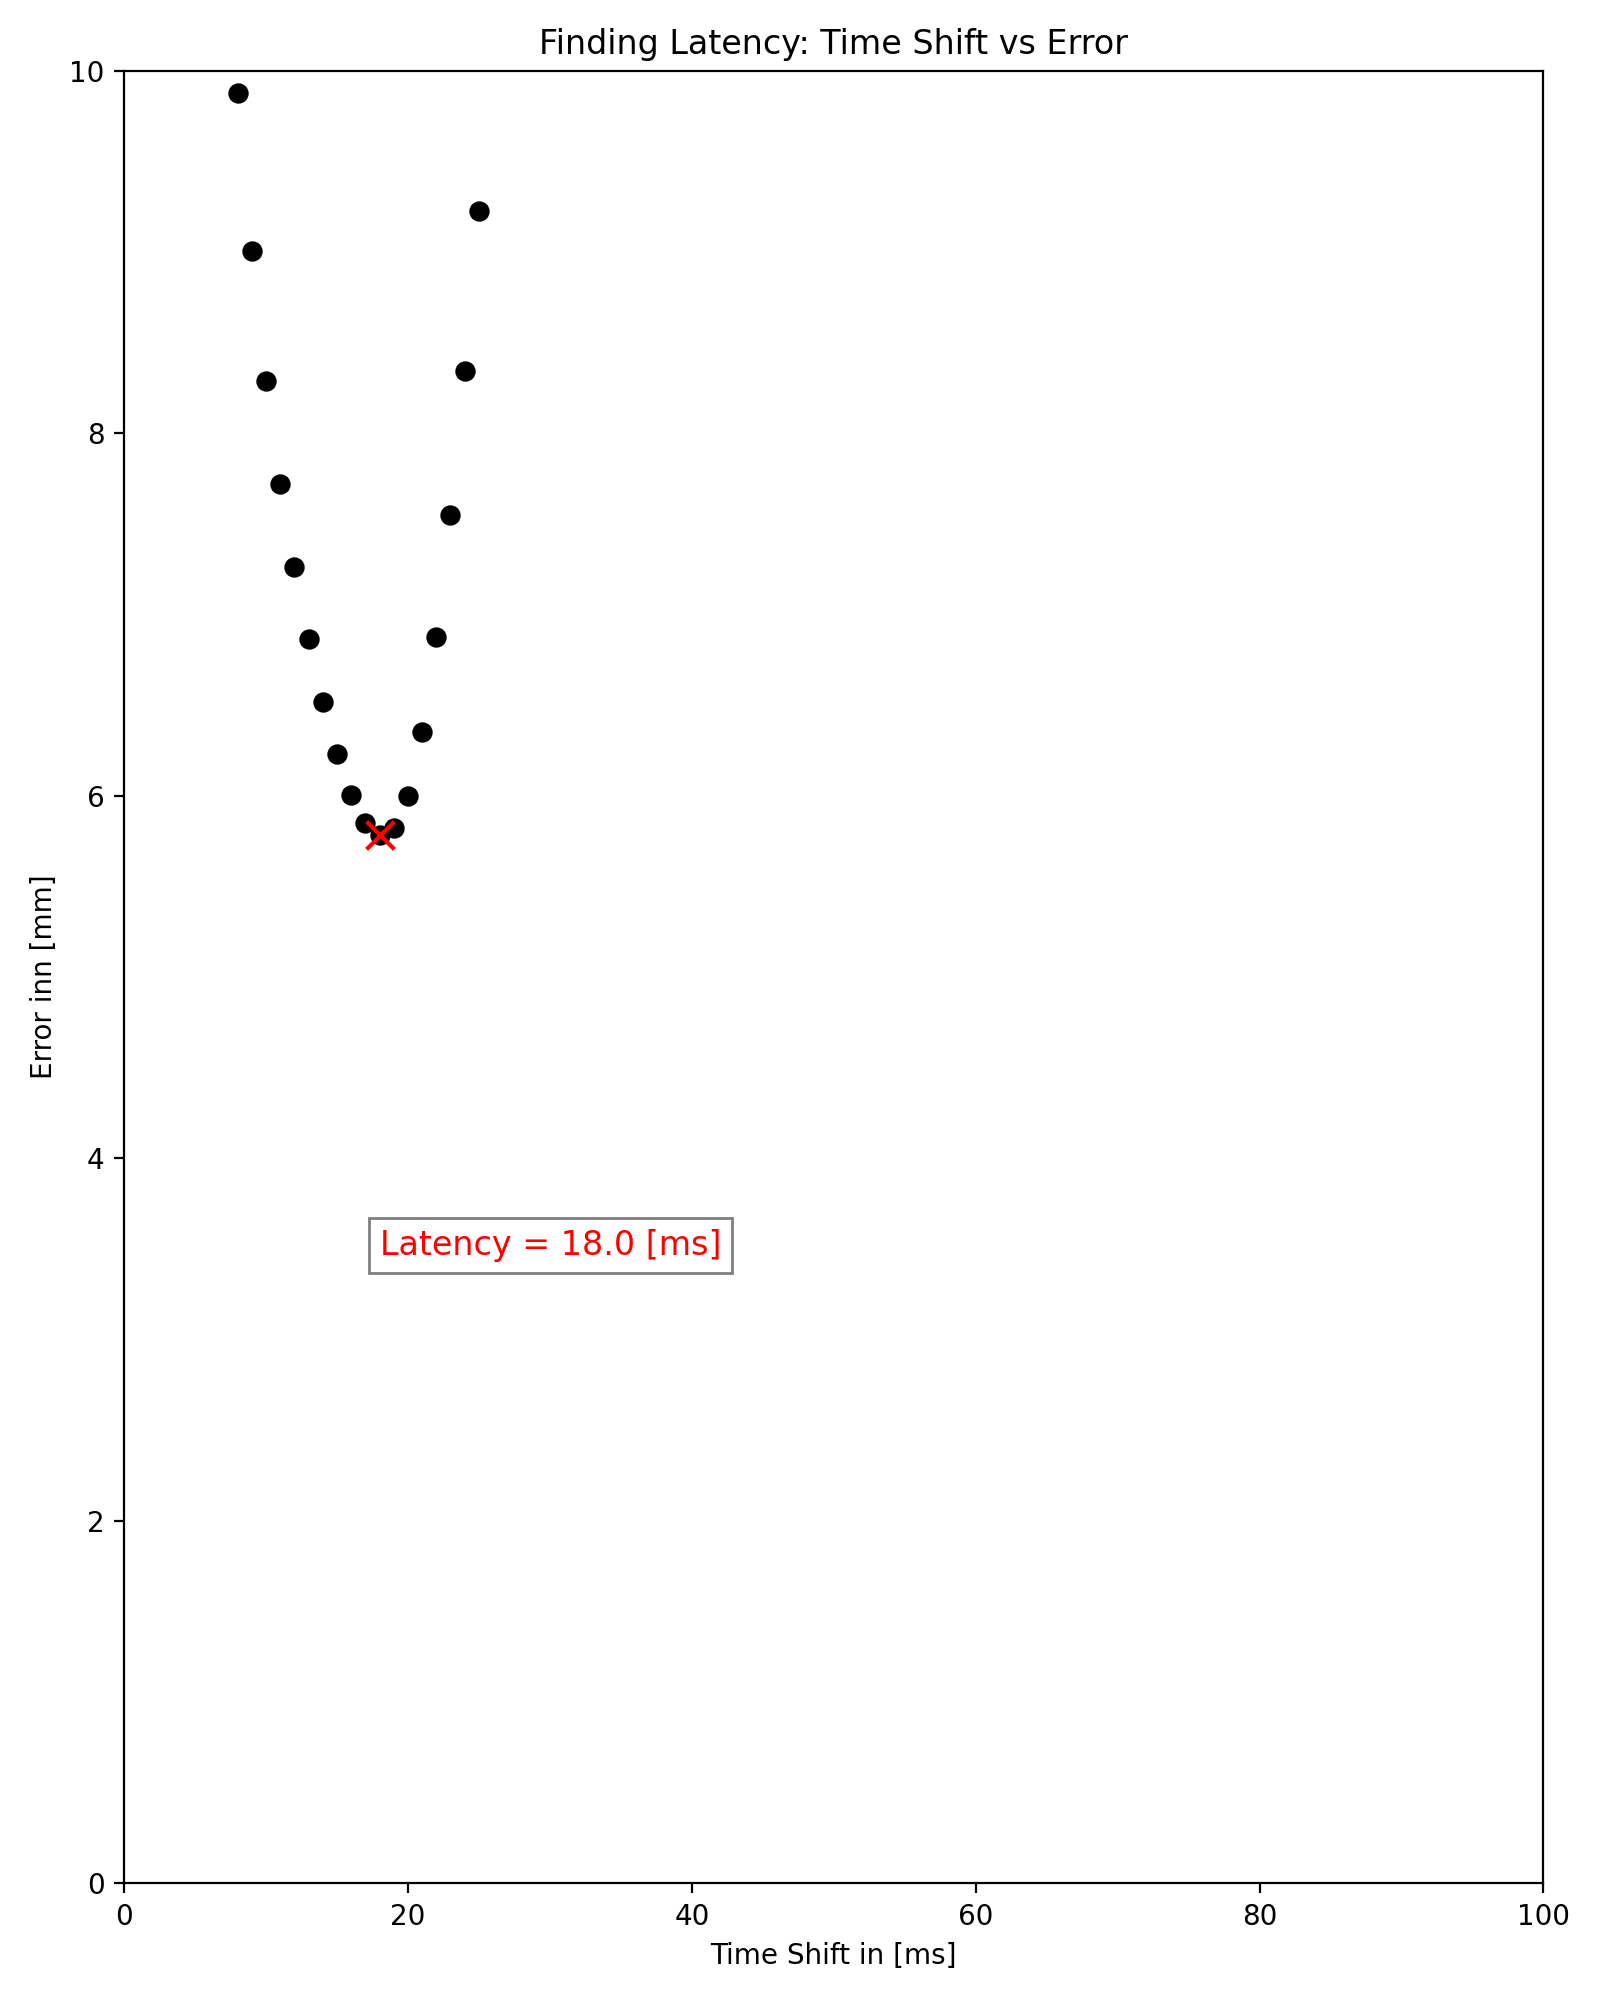 Finding Latency: Time Shift vs Error
10
8
6
4
2
0
Error inn [mm]
Latency = 18.0 [ms]
0 20 40 60 80 100
Time Shift in [ms]